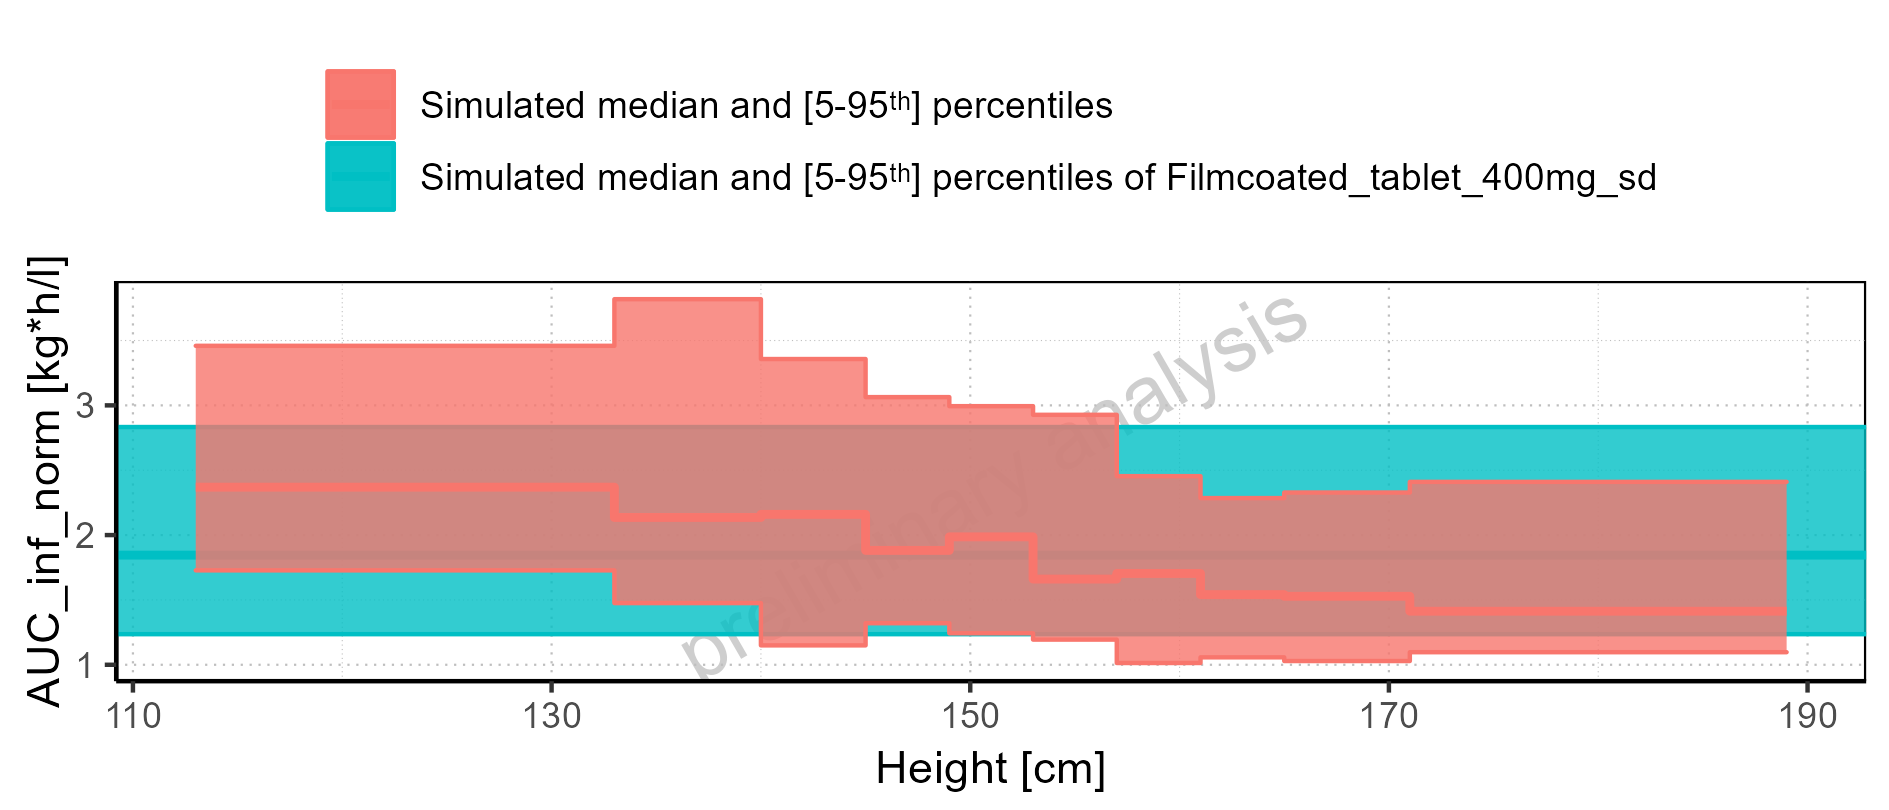 Simulated median and [5-95th] percentiles
Simulated median and [5-95th] percentiles of Filmcoated_tablet_400mg_sd
AUC_inf_norm [kg*h/l]
3
2
1
preliminary analysis
110 130 150 170 190
Height [cm]